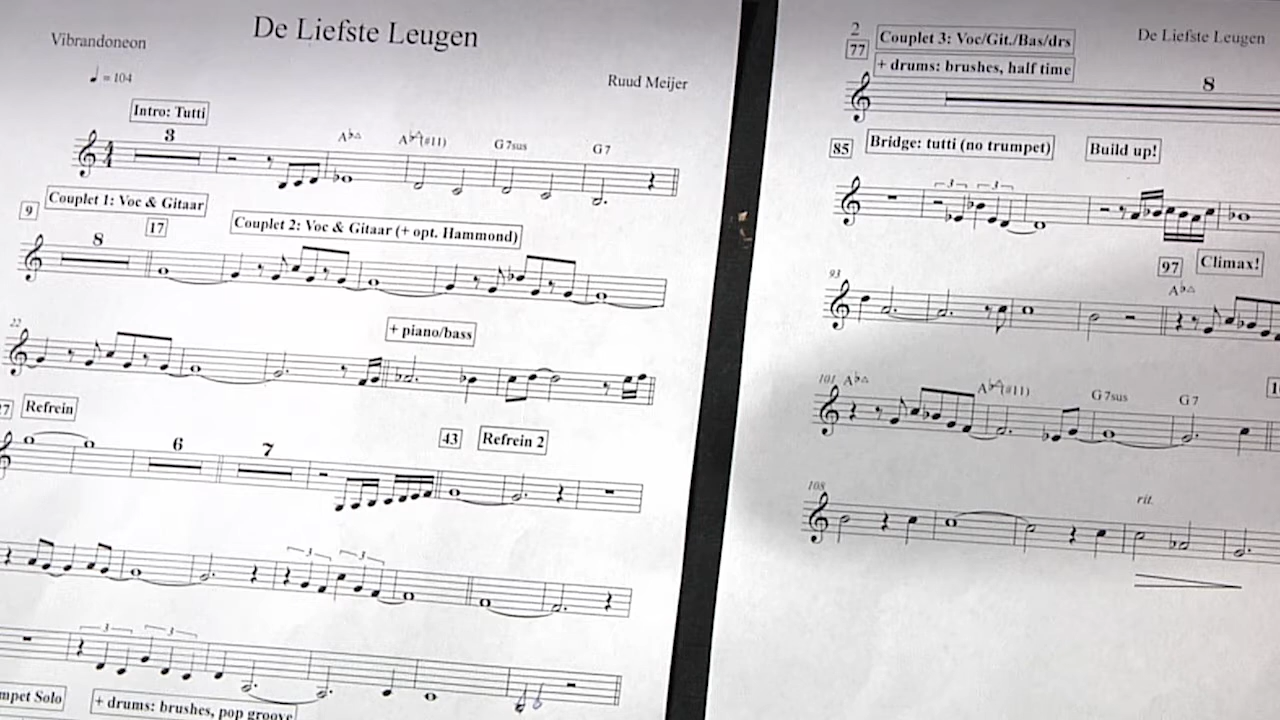 Vibrandoneon
De Liefste Leugen
Ruud Meijer
♩ = 104
Intro: Tutti
3
A♭△ A♭△(#11) G7sus G7
9 Couplet 1: Voc & Gitaar
8
17 Couplet 2: Voc & Gitaar (+ opt. Hammond)
22
+ piano/bass
27 Refrein
6 7
43 Refrein 2
3 3
3 3
mpet Solo
+ drums: brushes, pop groove
2
De Liefste Leugen
77 Couplet 3: Voc/Git./Bas/drs
+ drums: brushes, half time
8
85 Bridge: tutti (no trumpet) Build up!
3 3
93
97 Climax!
A♭△
101 A♭△ A♭△(#11) G7sus G7
108
rit.